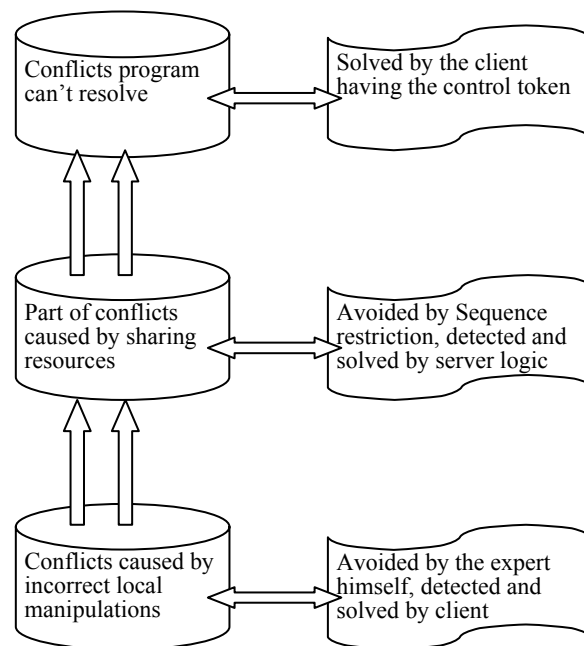 Conflicts program
can't resolve
Solved by the client
having the control token
Part of conflicts
caused by sharing
resources
Avoided by Sequence
restriction, detected and
solved by server logic
Conflicts caused by
incorrect local
manipulations
Avoided by the expert
himself, detected and
solved by client